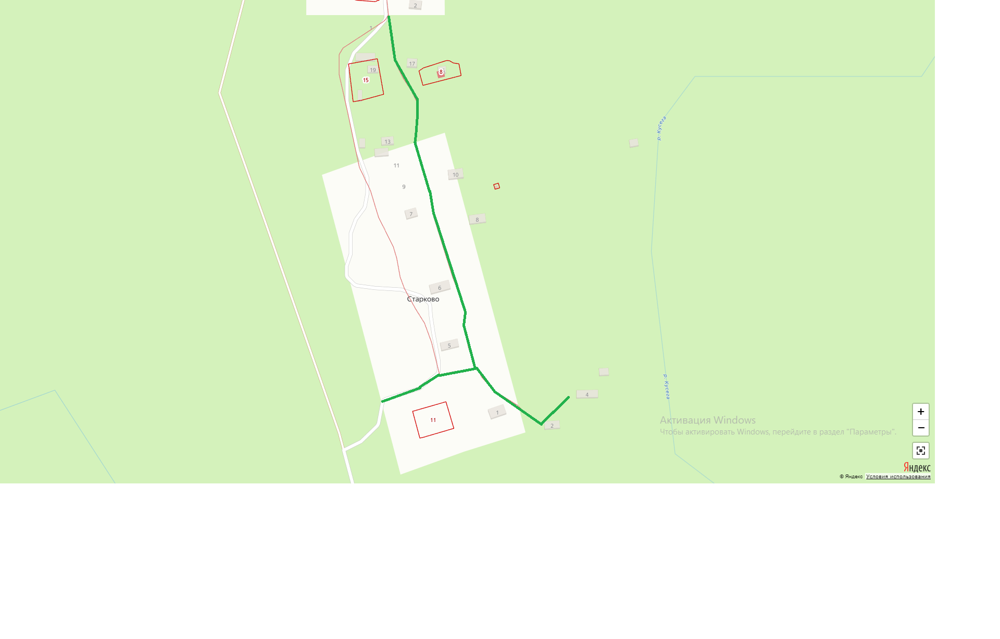 2
1
17
19
8
15
р. Кусега
13
11
10
9
7
8
6
Старково
5
р. Кусега
4
1
11
2
Активация Windows
Чтобы активировать Windows, перейдите в раздел "Параметры".
+
−
Яндекс
© Яндекс Условия использования